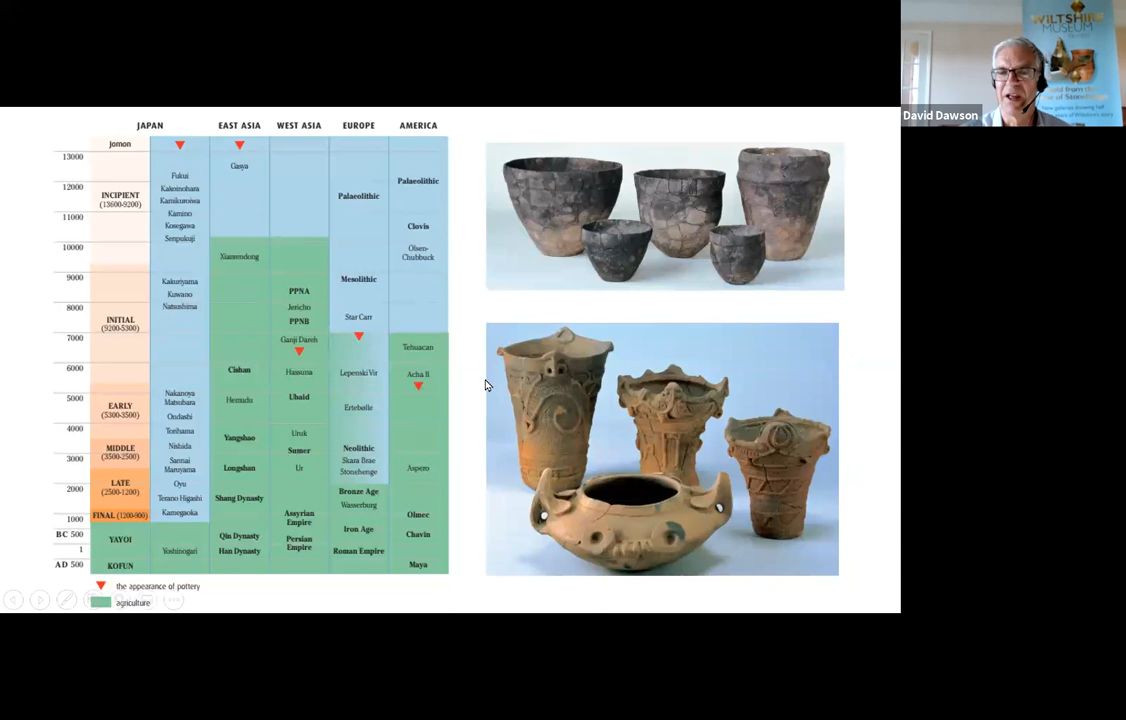 WILTSHIRE
MUSEUM
David Dawson
JAPAN
EAST ASIA
WEST ASIA
EUROPE
AMERICA
Jomon
13000
12000
11000
10000
9000
8000
7000
6000
5000
4000
3000
2000
1000
BC 500
1
AD 500
INCIPIENT
(13600-9200)
INITIAL
(9200-5300)
EARLY
(5300-3500)
MIDDLE
(3500-2500)
LATE
(2500-1200)
FINAL (1200-900)
YAYOI
KOFUN
Fukui
Kakoinohara
Kamikuroiwa
Kamino
Kosegawa
Senpukuji
Kakuriyama
Kuwano
Natsushima
Nakanoya
Matsubara
Ondashi
Torihama
Nishida
Sannai
Maruyama
Oyu
Terano Higashi
Kamegaoka
Yoshinogari
Gasya
Xianrendong
Cishan
Hemudu
Yangshao
Longshan
Shang Dynasty
Qin Dynasty
Han Dynasty
PPNA
Jericho
PPNB
Ganji Dareh
Hassuna
Ubaid
Uruk
Sumer
Ur
Assyrian
Empire
Persian
Empire
Palaeolithic
Mesolithic
Star Carr
Lepenski Vir
Ertebølle
Neolithic
Skara Brae
Stonehenge
Bronze Age
Wasserburg
Iron Age
Roman Empire
Palaeolithic
Clovis
Olsen-
Chubbuck
Tehuacan
Acha II
Aspero
Olmec
Chavin
Maya
the appearance of pottery
agriculture